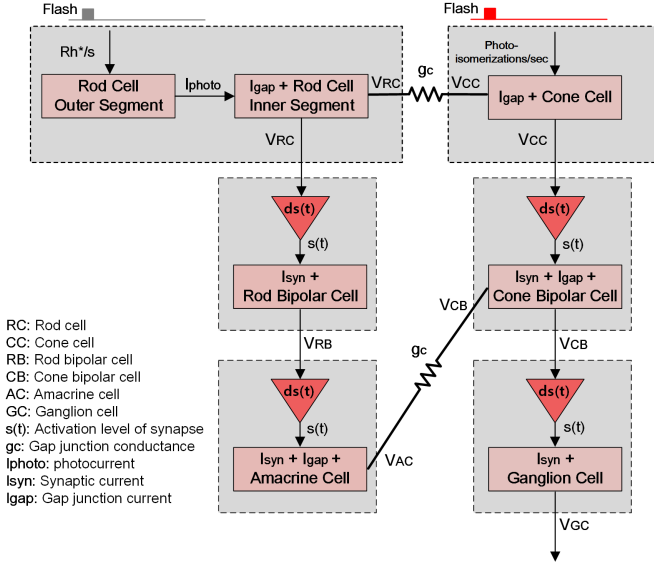 Flash
Flash
Rh*/s
Photo-
isomerizations/sec
Rod Cell
Outer Segment
Iphoto
Igap + Rod Cell
Inner Segment
VRC
gc
VCC
Igap + Cone Cell
VRC
VCC
ds(t)
ds(t)
s(t)
s(t)
Isyn +
Rod Bipolar Cell
Isyn + Igap +
Cone Bipolar Cell
VCB
VRB
VCB
gc
ds(t)
ds(t)
s(t)
s(t)
Isyn + Igap +
Amacrine Cell
VAC
Isyn +
Ganglion Cell
VGC
RC: Rod cell
CC: Cone cell
RB: Rod bipolar cell
CB: Cone bipolar cell
AC: Amacrine cell
GC: Ganglion cell
s(t): Activation level of synapse
gc: Gap junction conductance
Iphoto: photocurrent
Isyn: Synaptic current
Igap: Gap junction current